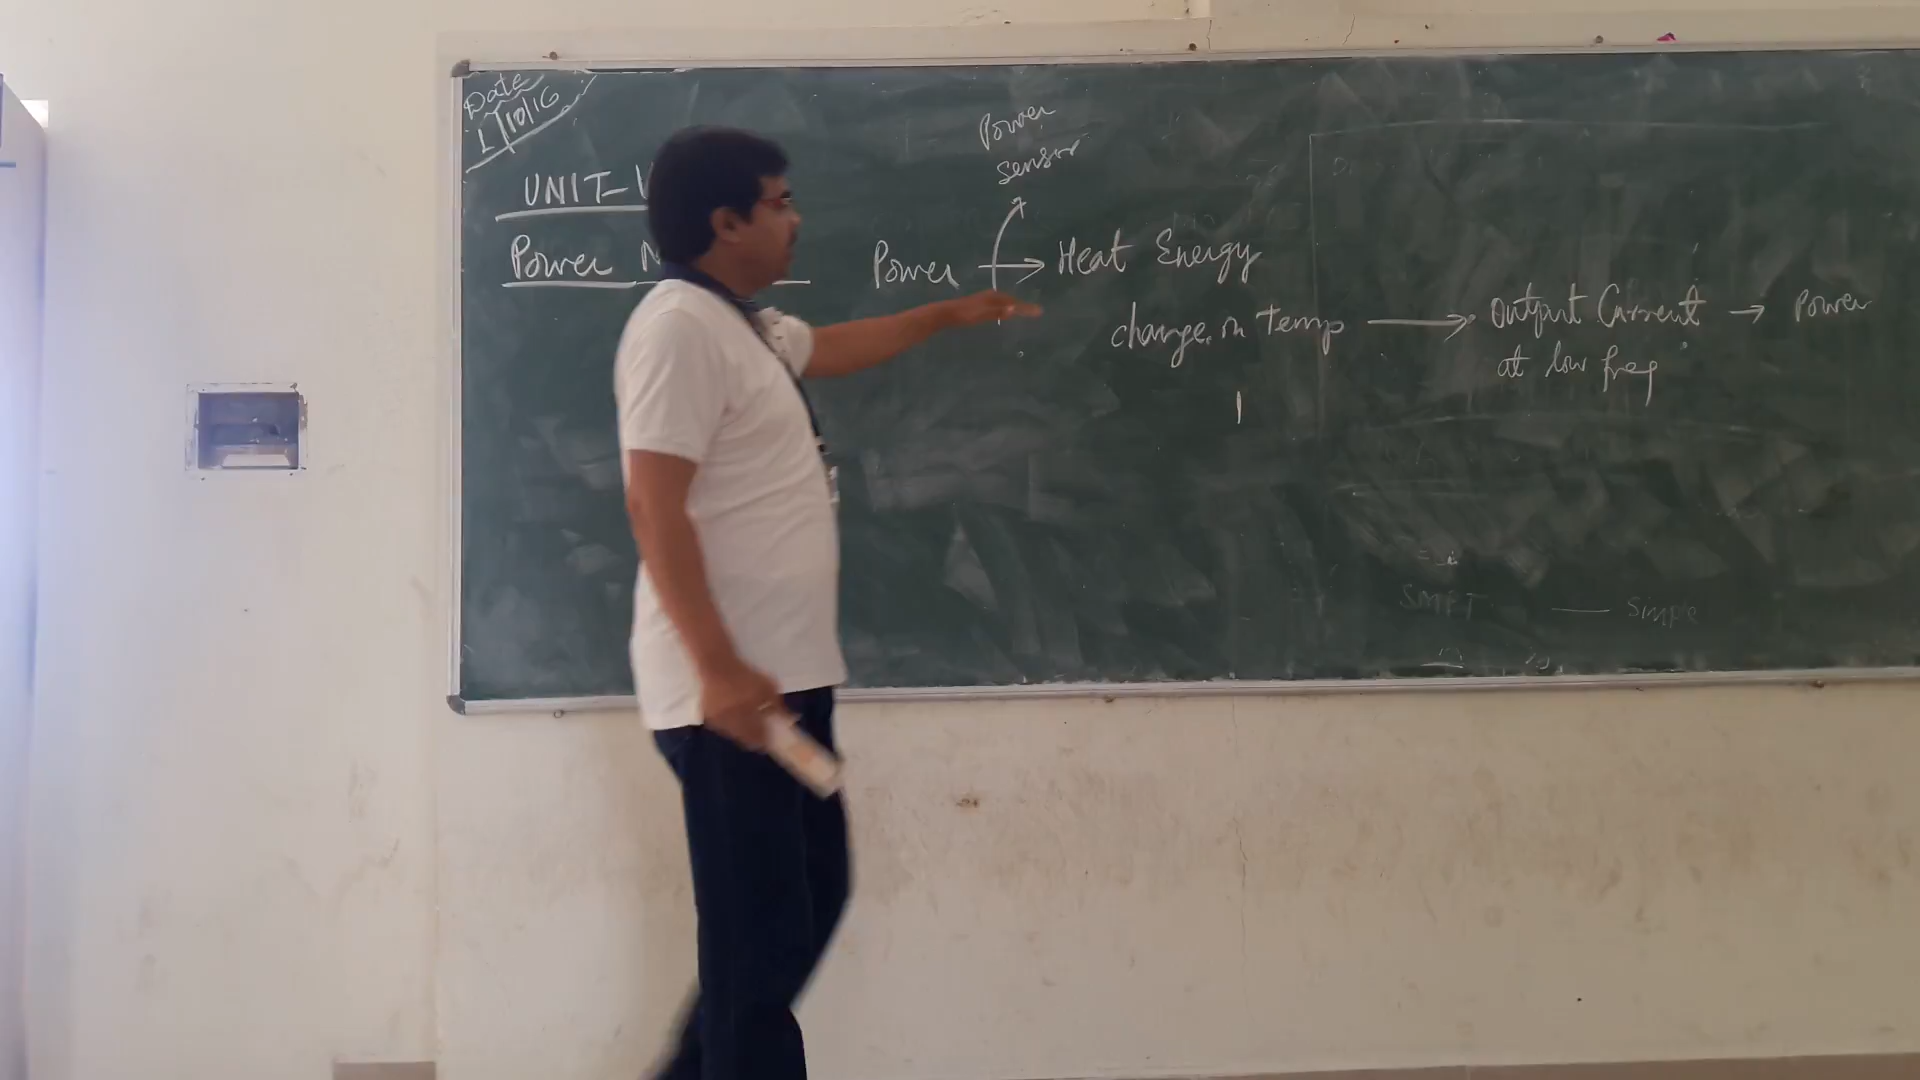 Date
1/10/16
UNIT-V
Power M
Power
sensor
Power → Heat Energy
change in Temp → Output Current → Power
at low freq
SMPT — Simple